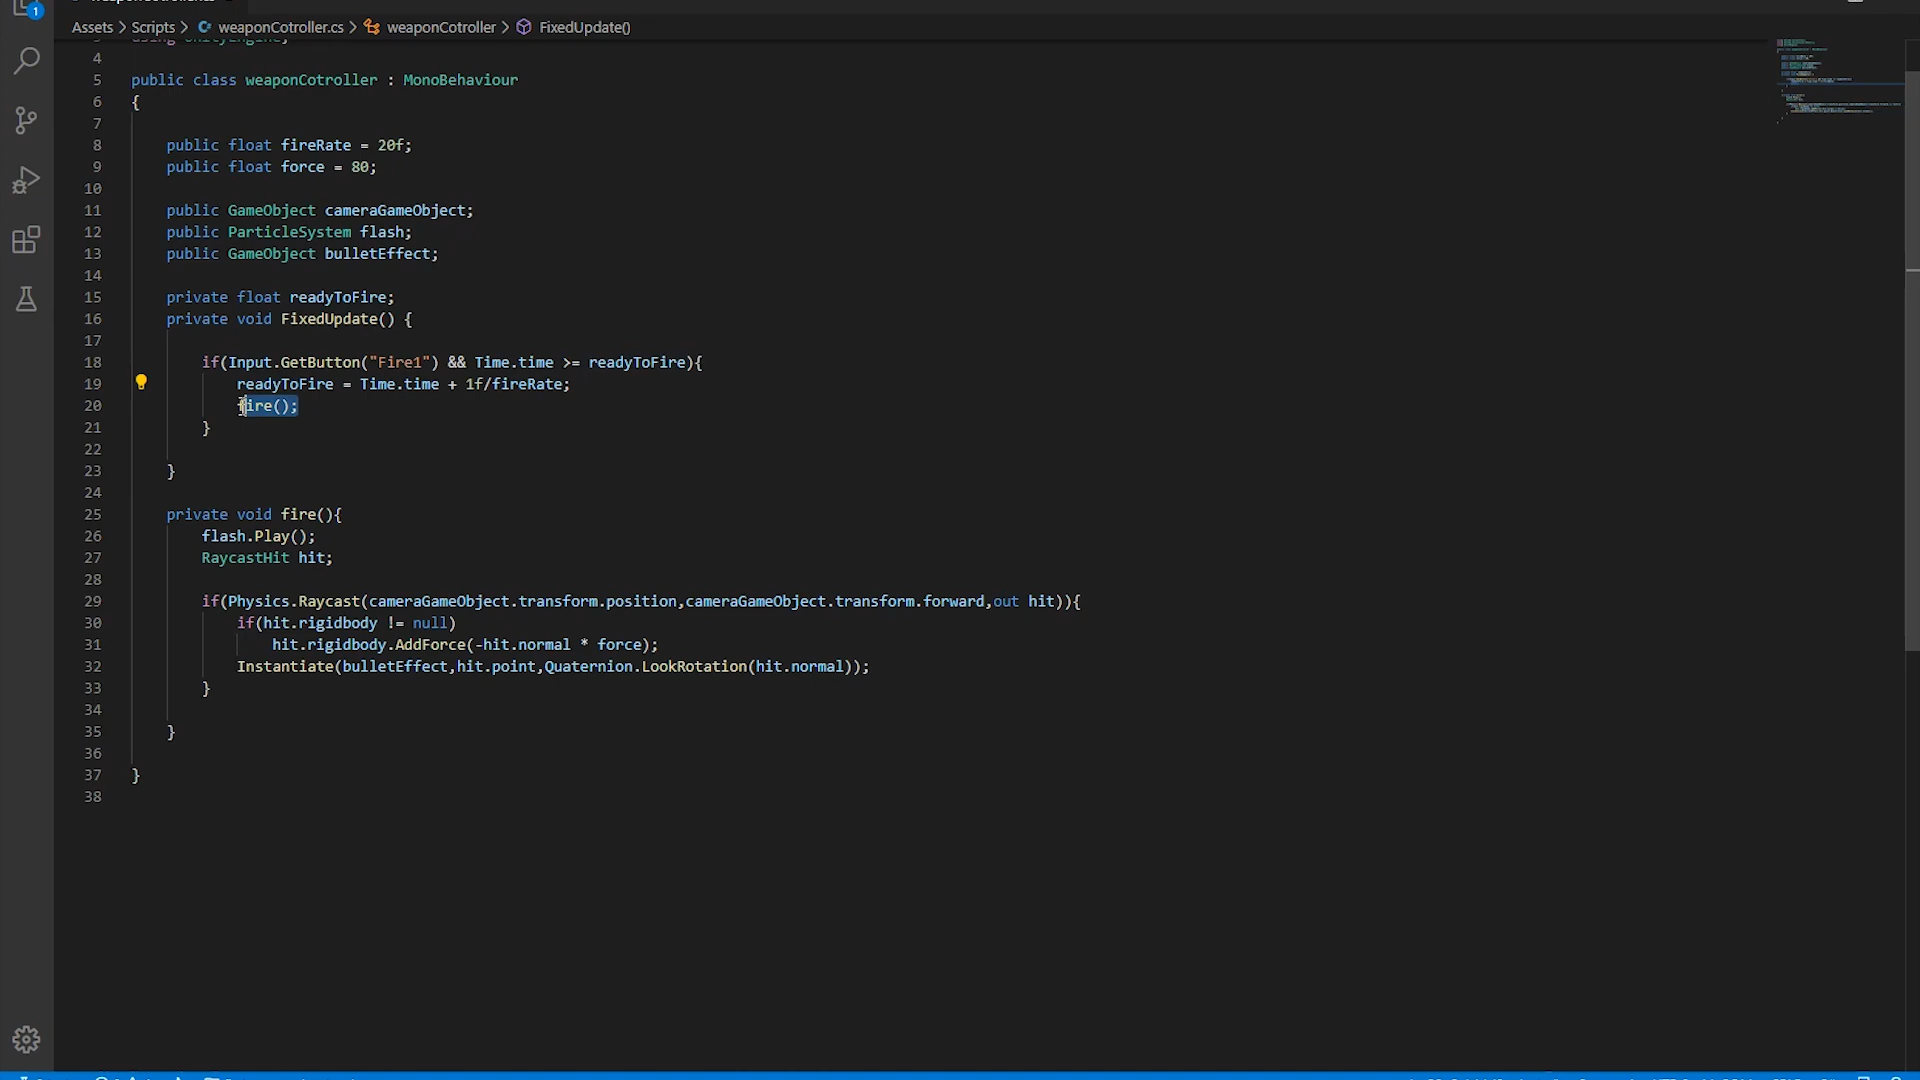 1
Assets > Scripts > weaponCotroller.cs > weaponCotroller > FixedUpdate()
4
5 public class weaponCotroller : MonoBehaviour
6 {
7
8 public float fireRate = 20f;
9 public float force = 80;
10
11 public GameObject cameraGameObject;
12 public ParticleSystem flash;
13 public GameObject bulletEffect;
14
15 private float readyToFire;
16 private void FixedUpdate() {
17
18 if(Input.GetButton("Fire1") && Time.time >= readyToFire){
19 readyToFire = Time.time + 1f/fireRate;
20 fire();
21 }
22
23 }
24
25 private void fire(){
26 flash.Play();
27 RaycastHit hit;
28
29 if(Physics.Raycast(cameraGameObject.transform.position,cameraGameObject.transform.forward,out hit)){
30 if(hit.rigidbody != null)
31 hit.rigidbody.AddForce(-hit.normal * force);
32 Instantiate(bulletEffect,hit.point,Quaternion.LookRotation(hit.normal));
33 }
34
35 }
36
37 }
38